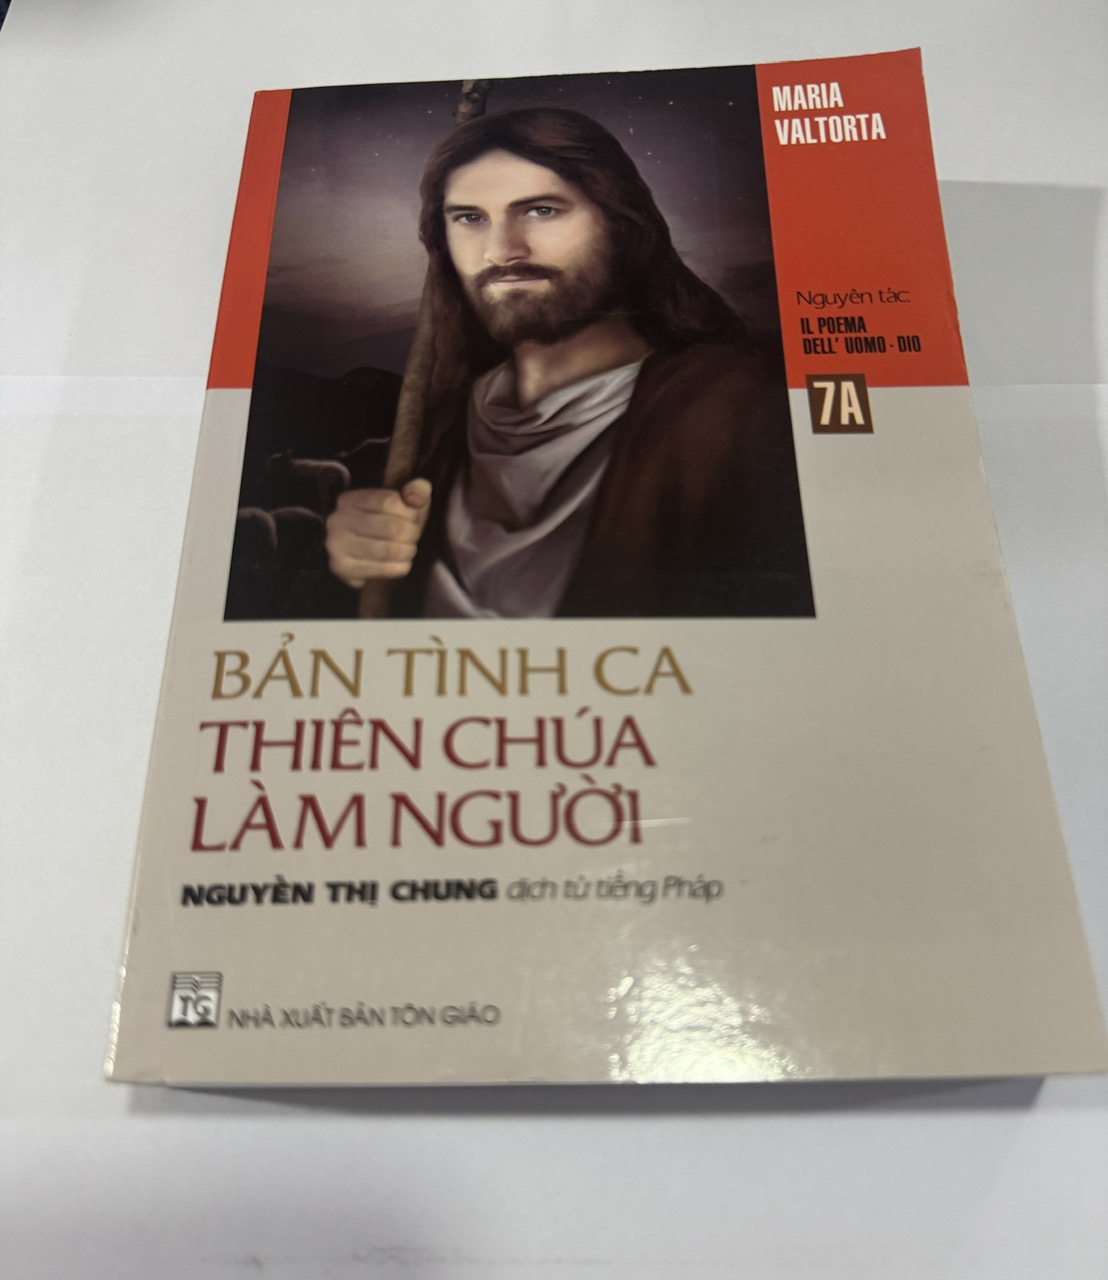 MARIA
VALTORTA
Nguyên tác:
IL POEMA
DELL' UOMO - DIO
7A
BẢN TÌNH CA
THIÊN CHÚA
LÀM NGƯỜI
NGUYỄN THỊ CHUNG dịch từ tiếng Pháp
TG
NHÀ XUẤT BẢN TÔN GIÁO